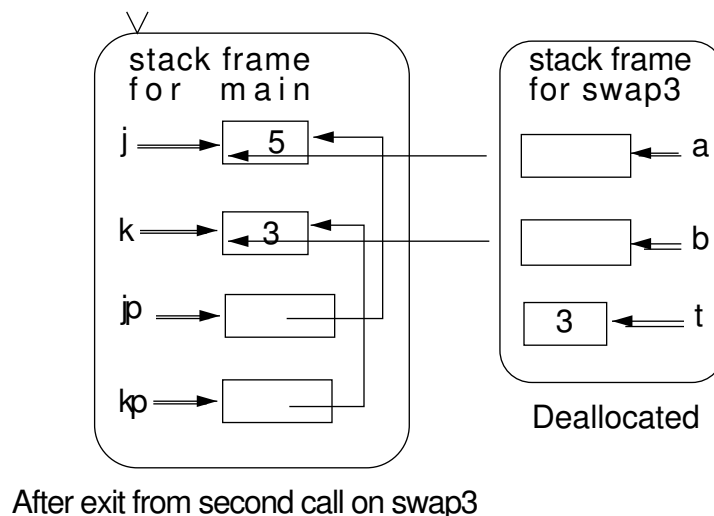 stack frame
for main
j
5
k
3
jp
kp
stack frame
for swap3
a
b
3
t
Deallocated
After exit from second call on swap3